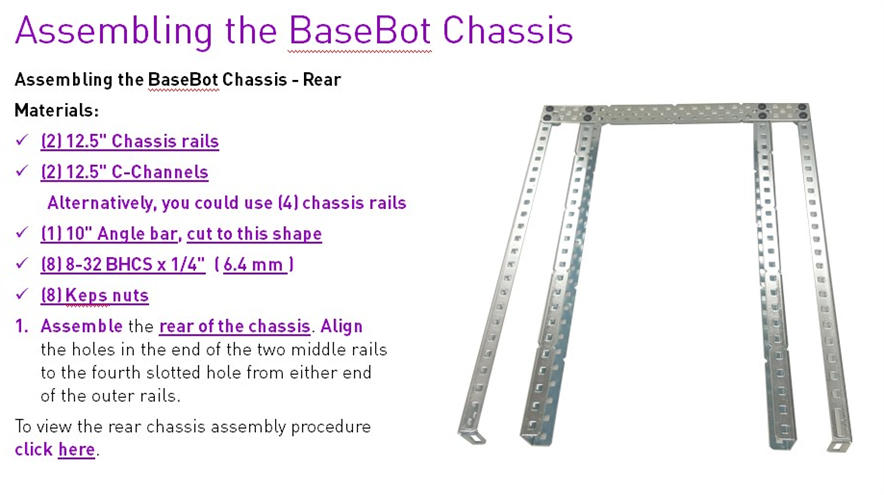 Assembling the BaseBot Chassis
Assembling the BaseBot Chassis - Rear
Materials:
✓ (2) 12.5" Chassis rails
✓ (2) 12.5" C-Channels
Alternatively, you could use (4) chassis rails
✓ (1) 10" Angle bar, cut to this shape
✓ (8) 8-32 BHCS x 1/4" ( 6.4 mm )
✓ (8) Keps nuts
1. Assemble the rear of the chassis. Align
the holes in the end of the two middle rails
to the fourth slotted hole from either end
of the outer rails.
To view the rear chassis assembly procedure
click here.